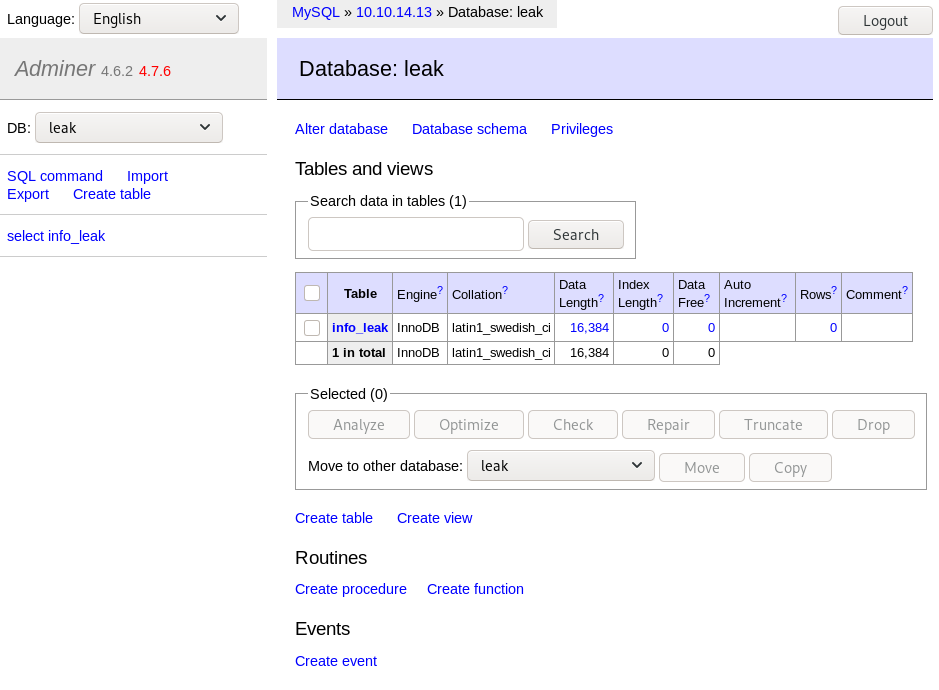 Language: English
MySQL » 10.10.14.13 » Database: leak
Logout
Adminer 4.6.2 4.7.6
Database: leak
DB: leak
SQL command Import
Export Create table
select info_leak
Alter database Database schema Privileges
Tables and views
Search data in tables (1)
Search
Table Engine? Collation? Data Length? Index Length? Data Free? Auto Increment? Rows? Comment?
info_leak InnoDB latin1_swedish_ci 16,384 0 0 0
1 in total InnoDB latin1_swedish_ci 16,384 0 0
Selected (0)
Analyze Optimize Check Repair Truncate Drop
Move to other database: leak Move Copy
Create table Create view
Routines
Create procedure Create function
Events
Create event